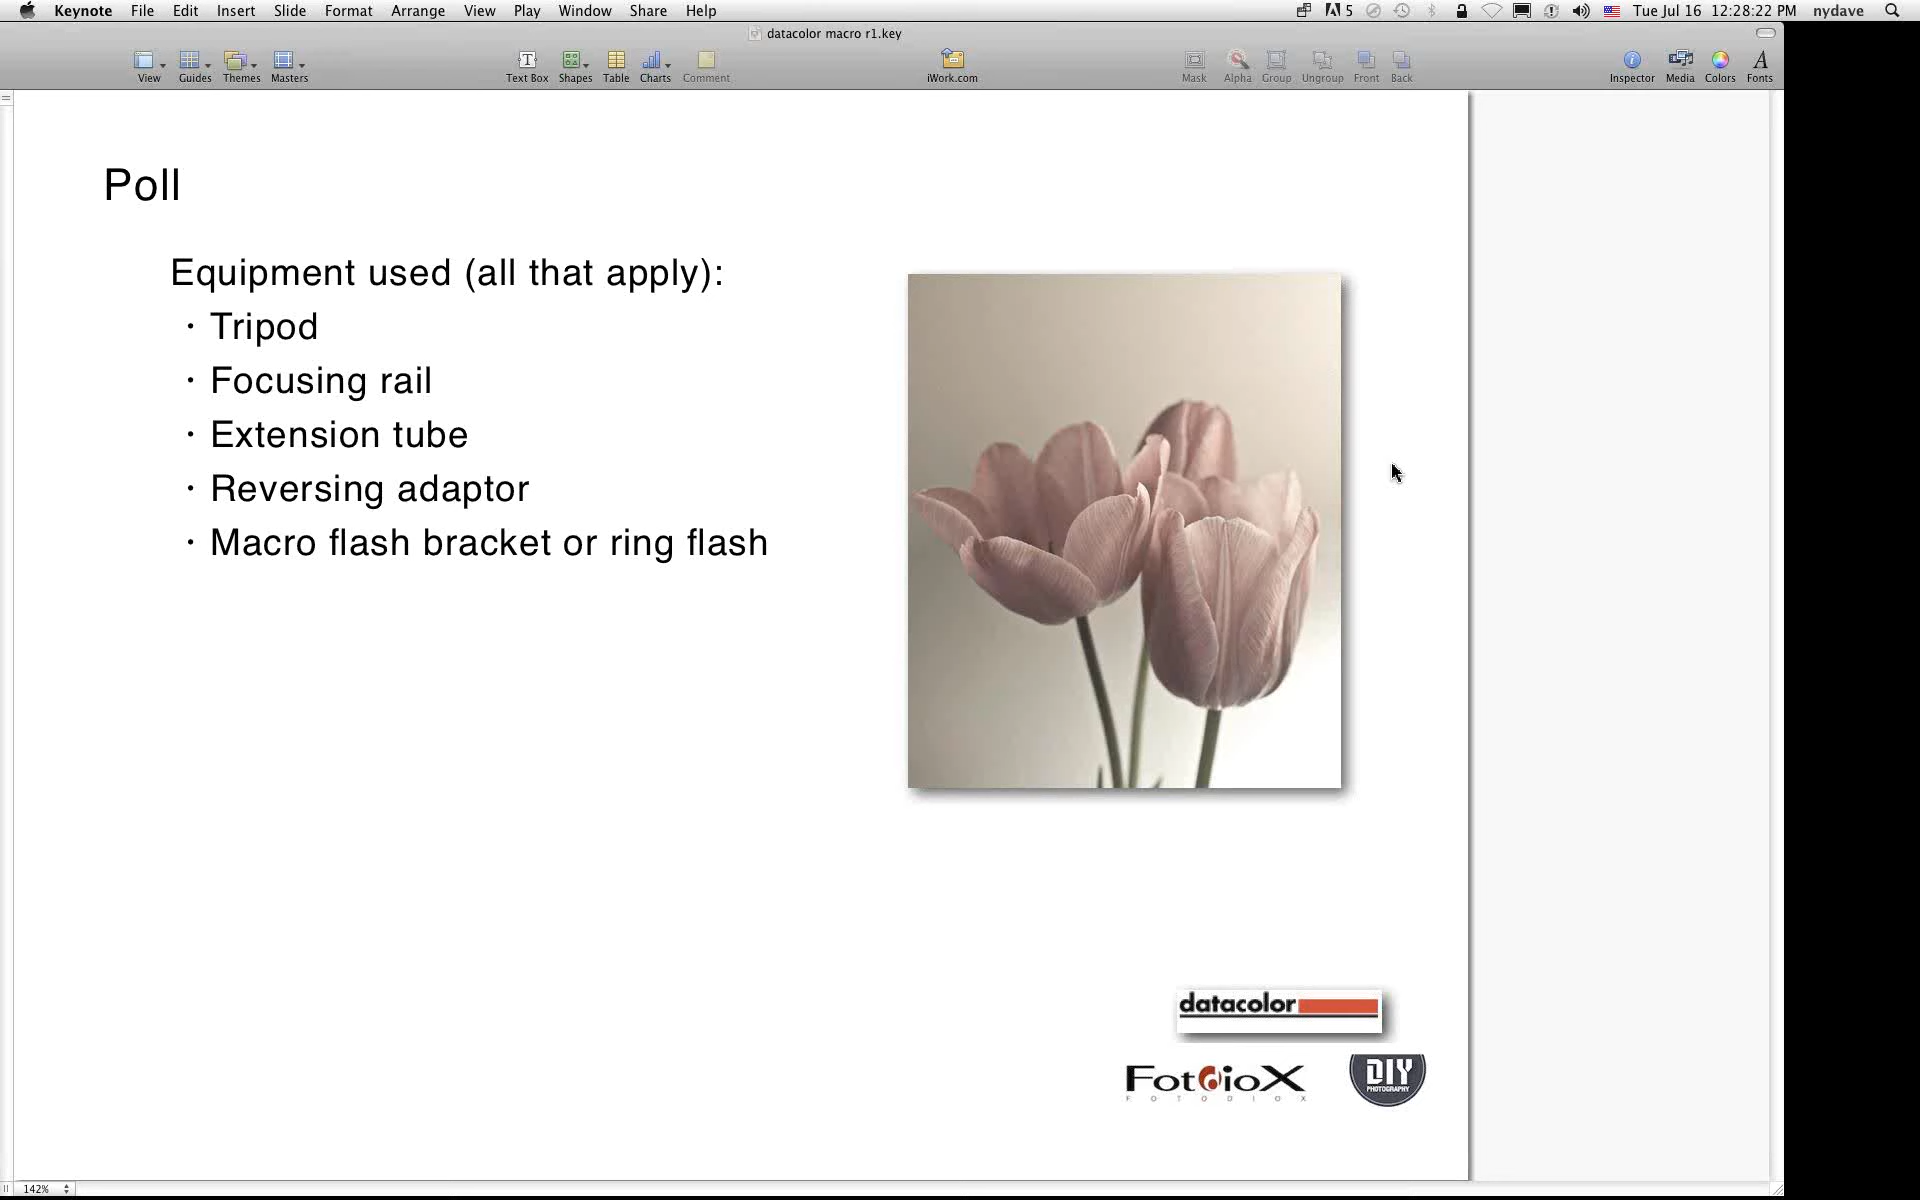 Keynote File Edit Insert Slide Format Arrange View Play Window Share Help 5 Tue Jul 16 12:28:22 PM nydave
datacolor macro r1.key
View Guides Themes Masters Text Box Shapes Table Charts Comment iWork.com Mask Alpha Group Ungroup Front Back Inspector Media Colors Fonts
Poll
Equipment used (all that apply):
· Tripod
· Focusing rail
· Extension tube
· Reversing adaptor
· Macro flash bracket or ring flash
datacolor
FotdioX
FOTODIOX
DIY
PHOTOGRAPHY
142%